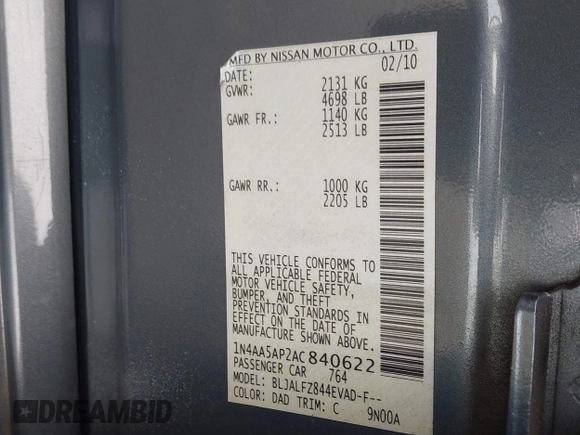 MFD BY NISSAN MOTOR CO., LTD.
DATE: 02/10
GVWR: 2131 KG
4698 LB
GAWR FR.: 1140 KG
2513 LB
GAWR RR.: 1000 KG
2205 LB
THIS VEHICLE CONFORMS TO
ALL APPLICABLE FEDERAL
MOTOR VEHICLE SAFETY,
BUMPER, AND THEFT
PREVENTION STANDARDS IN
EFFECT ON THE DATE OF
MANUFACTURE SHOWN ABOVE.
1N4AA5AP2AC840622
PASSENGER CAR 764
MODEL: BLJALFZ844EVAD-F--
COLOR: DAD TRIM: C 9N00A
DREAMBID